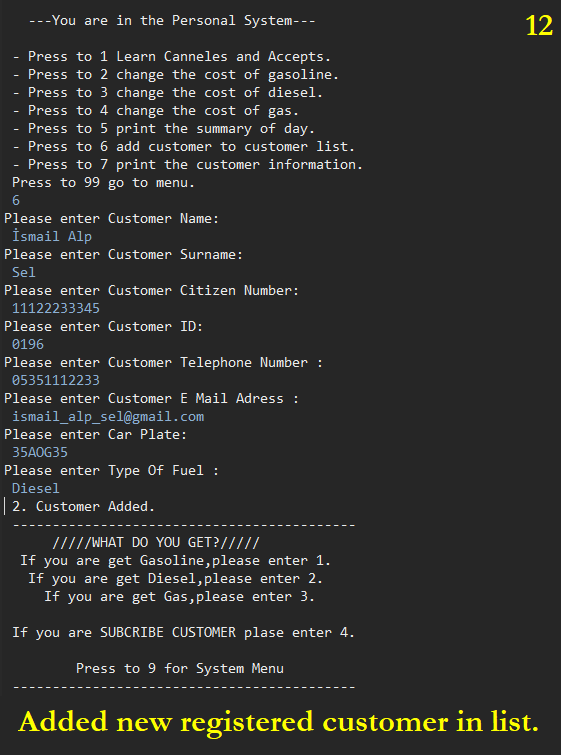 ---You are in the Personal System---
12
- Press to 1 Learn Canneles and Accepts.
- Press to 2 change the cost of gasoline.
- Press to 3 change the cost of diesel.
- Press to 4 change the cost of gas.
- Press to 5 print the summary of day.
- Press to 6 add customer to customer list.
- Press to 7 print the customer information.
Press to 99 go to menu.
6
Please enter Customer Name:
İsmail Alp
Please enter Customer Surname:
Sel
Please enter Customer Citizen Number:
11122233345
Please enter Customer ID:
0196
Please enter Customer Telephone Number :
05351112233
Please enter Customer E Mail Adress :
ismail_alp_sel@gmail.com
Please enter Car Plate:
35AOG35
Please enter Type Of Fuel :
Diesel
2. Customer Added.
-------------------------------------------
/////WHAT DO YOU GET?/////
If you are get Gasoline,please enter 1.
If you are get Diesel,please enter 2.
If you are get Gas,please enter 3.
If you are SUBCRIBE CUSTOMER plase enter 4.
Press to 9 for System Menu
-------------------------------------------
Added new registered customer in list.